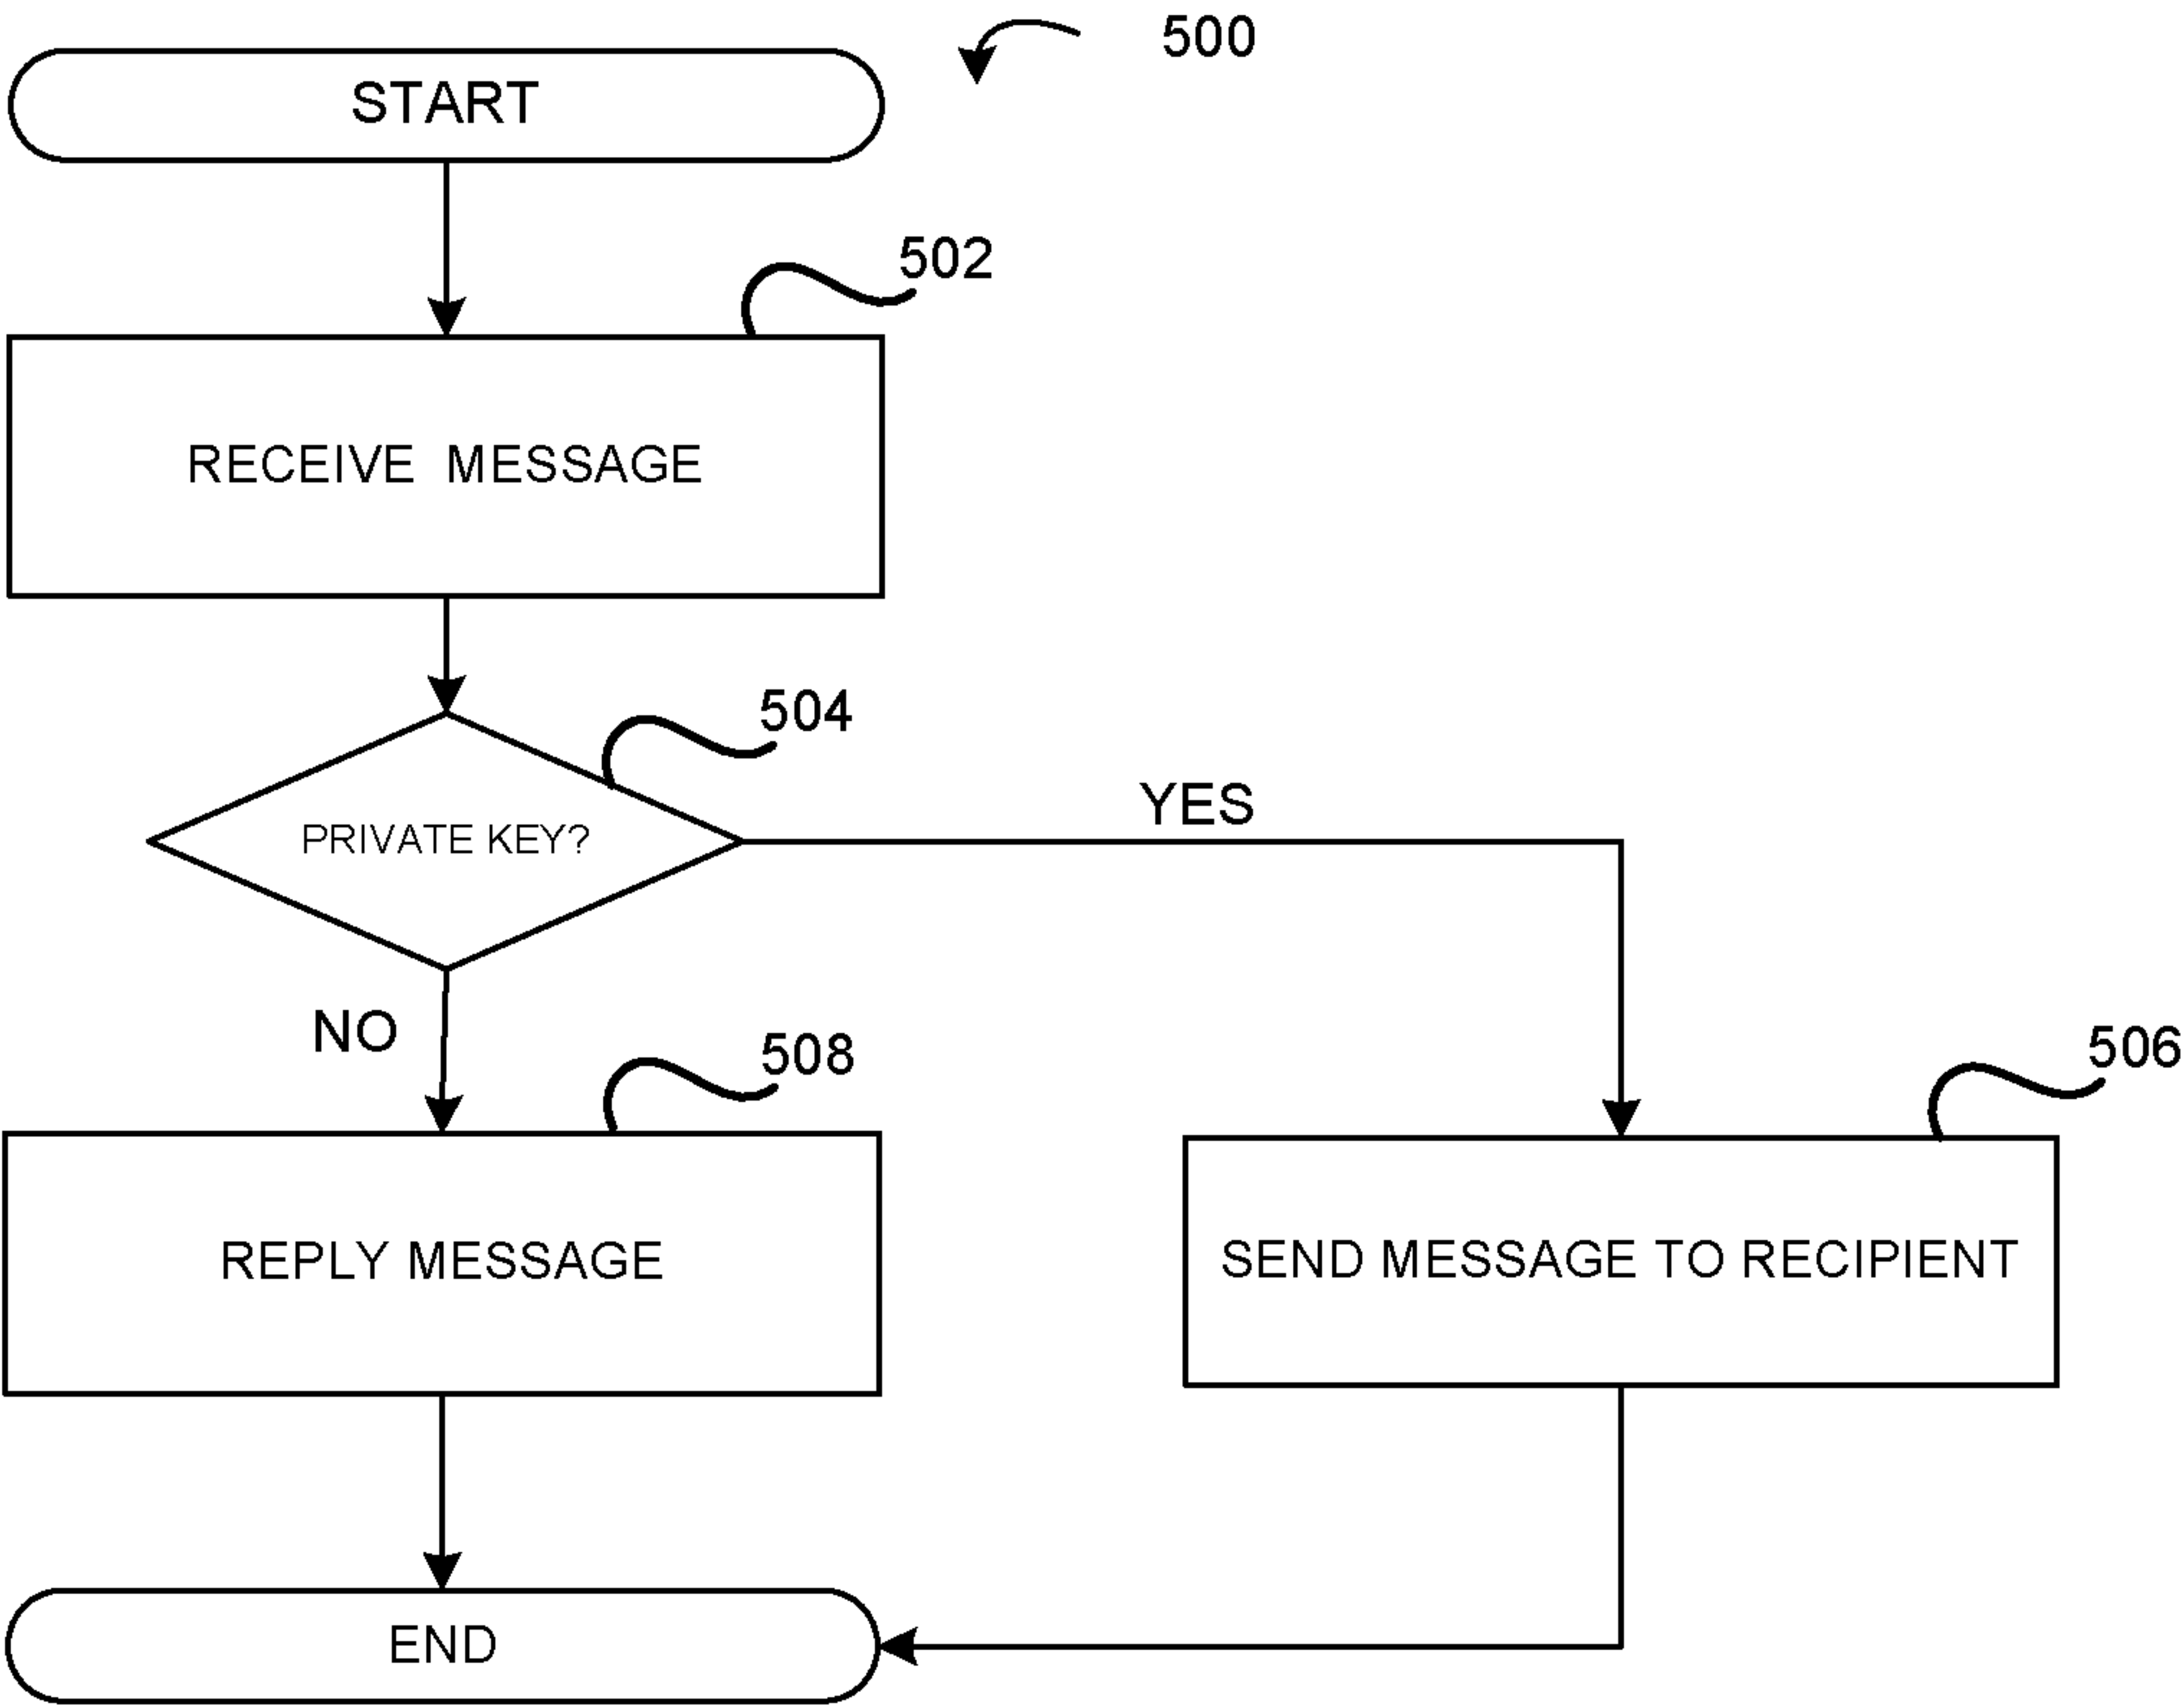 500
START
502
RECEIVE MESSAGE
504
PRIVATE KEY?
YES
NO
508
506
REPLY MESSAGE
SEND MESSAGE TO RECIPIENT
END